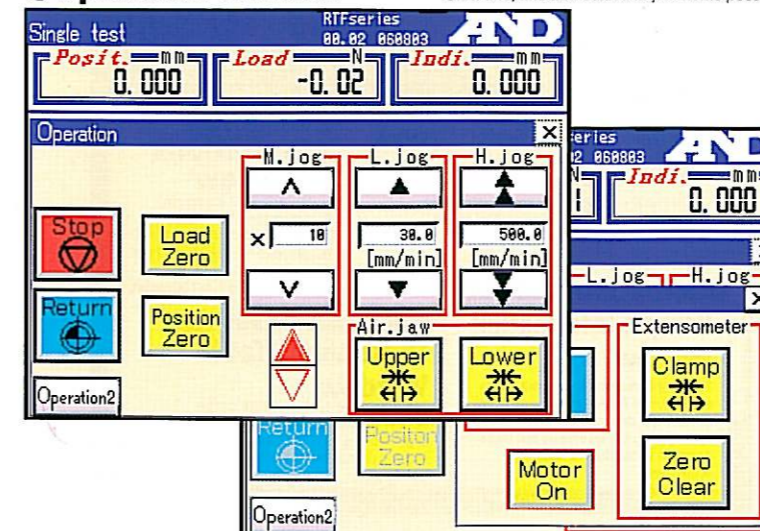 RTFseries
Single test
00.02 060803
AND
Posit. mm
0.000
Load N
-0.02
Indi. mm
0.000
Operation
M.jog
L.jog
H.jog
Stop
Load
Zero
× 10
30.0
500.0
[mm/min]
[mm/min]
Return
Position
Zero
Air.jaw
Upper
Lower
Operation2
060803
Indi. mm
0.000
L.jog
H.jog
Extensometer
Clamp
Return
Positon
Zero
Motor
On
Zero
Clear
Operation2